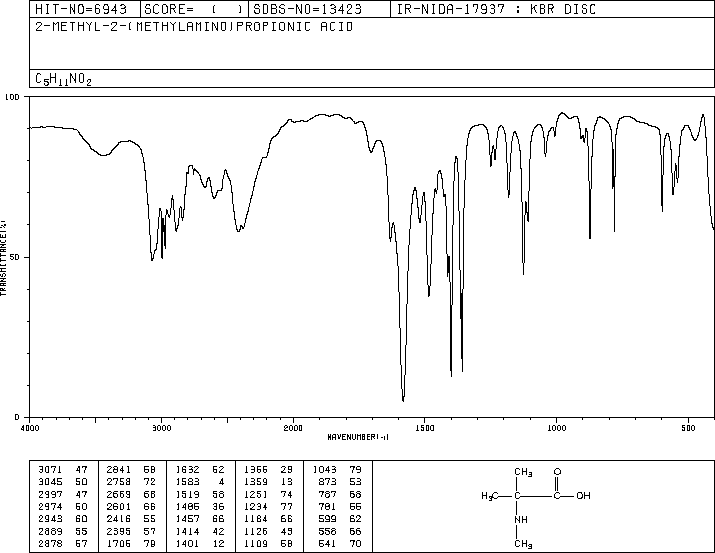 HIT-NO=6943 SCORE= ( ) SDBS-NO=13423 IR-NIDA-17937 : KBR DISC
2-METHYL-2-(METHYLAMINO)PROPIONIC ACID
C5H11NO2
100
50
0
TRANSMITTANCE(%)
4000 3000 2000 1500 1000 500
WAVENUMBER(-1)
3071 47 2841 60 1632 52 1366 29 1043 79
3045 50 2758 72 1583 4 1359 13 873 53
2997 47 2669 68 1519 58 1251 74 787 68
2974 50 2601 66 1486 36 1234 77 781 55
2943 60 2416 55 1457 66 1184 66 599 62
2889 55 2395 57 1414 42 1126 43 558 66
2878 57 1706 79 1401 12 1109 58 541 70
CH3 O
H3C C C OH
NH
CH3